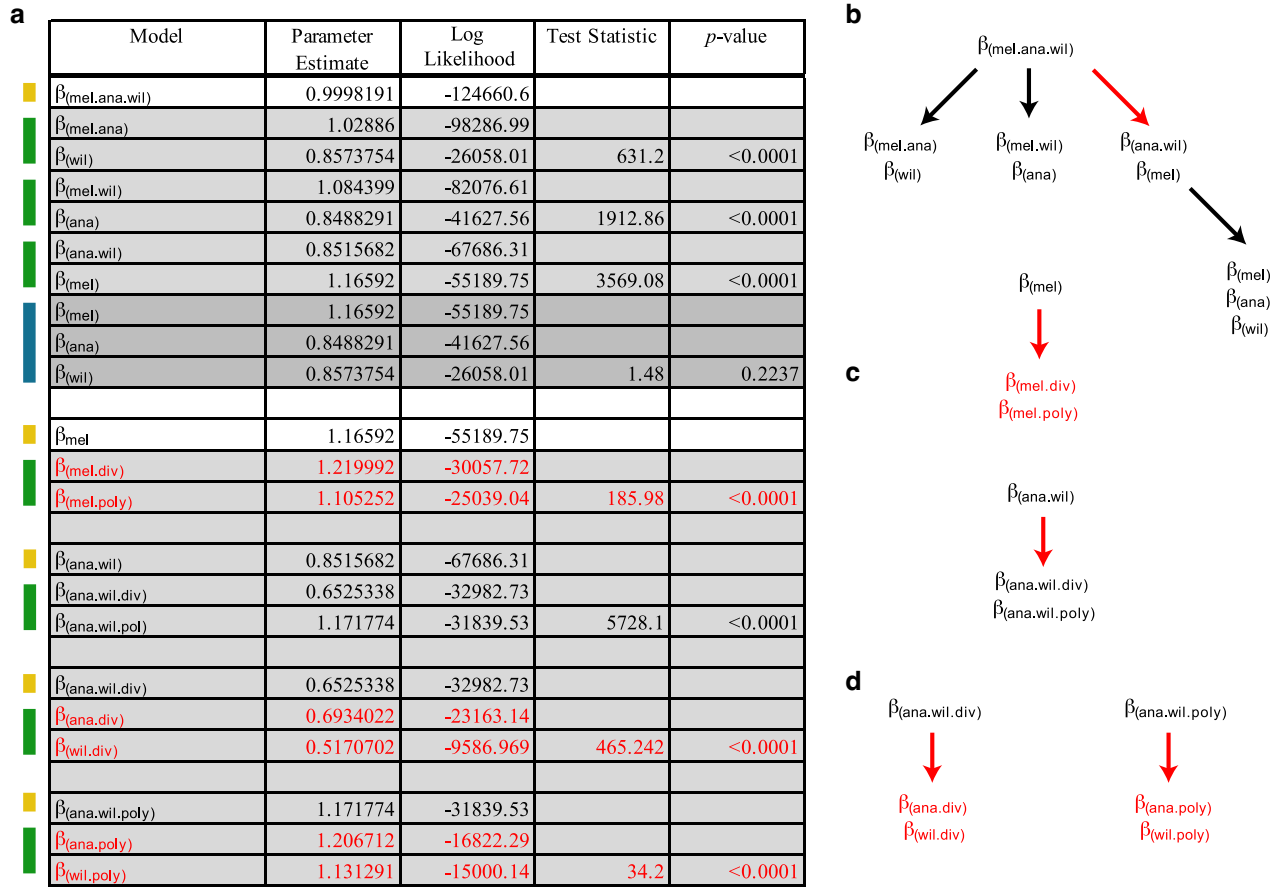 a
Model Parameter Estimate Log Likelihood Test Statistic p-value
β(mel.ana.wil) 0.9998191 -124660.6
β(mel.ana) 1.02886 -98286.99
β(wil) 0.8573754 -26058.01 631.2 <0.0001
β(mel.wil) 1.084399 -82076.61
β(ana) 0.8488291 -41627.56 1912.86 <0.0001
β(ana.wil) 0.8515682 -67686.31
β(mel) 1.16592 -55189.75 3569.08 <0.0001
β(mel) 1.16592 -55189.75
β(ana) 0.8488291 -41627.56
β(wil) 0.8573754 -26058.01 1.48 0.2237
βmel 1.16592 -55189.75
β(mel.div) 1.219992 -30057.72
β(mel.poly) 1.105252 -25039.04 185.98 <0.0001
β(ana.wil) 0.8515682 -67686.31
β(ana.wil.div) 0.6525338 -32982.73
β(ana.wil.pol) 1.171774 -31839.53 5728.1 <0.0001
β(ana.wil.div) 0.6525338 -32982.73
β(ana.div) 0.6934022 -23163.14
β(wil.div) 0.5170702 -9586.969 465.242 <0.0001
β(ana.wil.poly) 1.171774 -31839.53
β(ana.poly) 1.206712 -16822.29
β(wil.poly) 1.131291 -15000.14 34.2 <0.0001
b
β(mel.ana.wil)
β(mel.ana) β(mel.wil) β(ana.wil)
β(wil) β(ana) β(mel)
β(mel)
β(ana)
β(wil)
c
β(mel)
β(mel.div)
β(mel.poly)
β(ana.wil)
β(ana.wil.div)
β(ana.wil.poly)
d
β(ana.wil.div) β(ana.wil.poly)
β(ana.div) β(ana.poly)
β(wil.div) β(wil.poly)